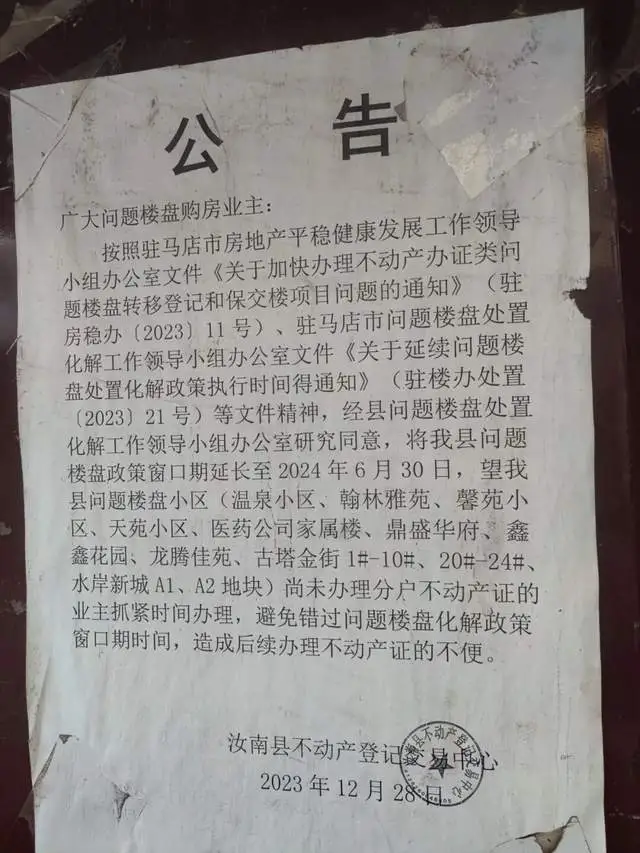 公告
广大问题楼盘购房业主：
按照驻马店市房地产平稳健康发展工作领导
小组办公室文件《关于加快办理不动产办证类问
题楼盘转移登记和保交楼项目问题的通知》（驻
房稳办〔2023〕11号）、驻马店市问题楼盘处置
化解工作领导小组办公室文件《关于延续问题楼
盘处置化解政策执行时间得通知》（驻楼办处置
〔2023〕21号）等文件精神，经县问题楼盘处置
化解工作领导小组办公室研究同意，将我县问题
楼盘政策窗口期延长至2024年6月30日，望我
县问题楼盘小区（温泉小区、翰林雅苑、馨苑小
区、天苑小区、医药公司家属楼、鼎盛华府、鑫
鑫花园、龙腾佳苑、古塔金街1#-10#、20#-24#、
水岸新城A1、A2地块）尚未办理分户不动产证的
业主抓紧时间办理，避免错过问题楼盘化解政策
窗口期时间，造成后续办理不动产证的不便。
汝南县不动产登记交易中心
2023年12月28日
汝南县不动产登记交易中心